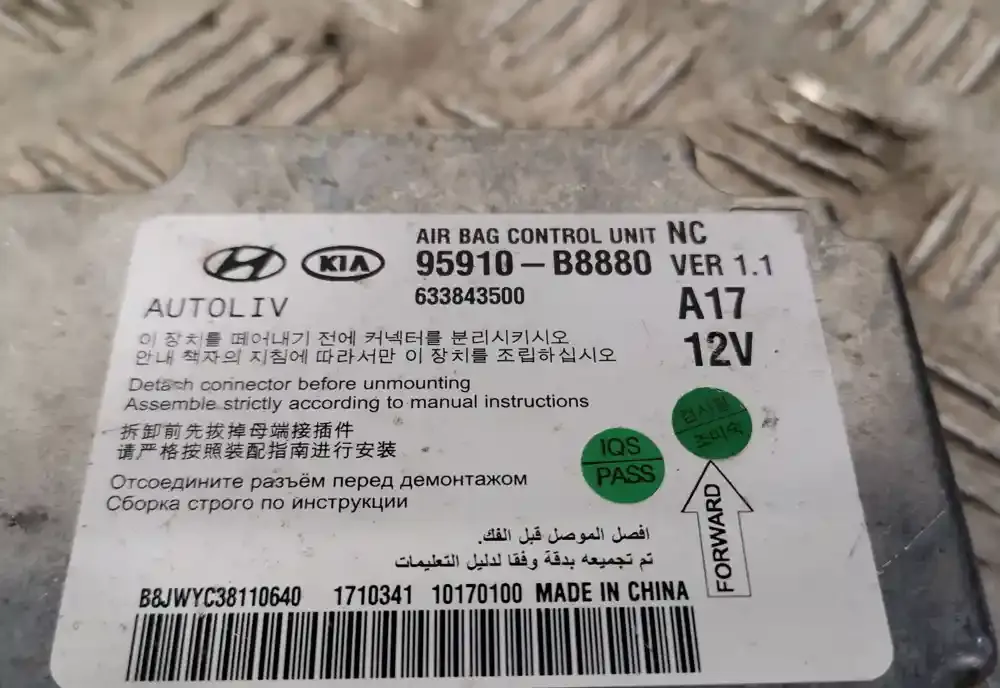 AIR BAG CONTROL UNIT NC
KIA
95910-B8880 VER 1.1
AUTOLIV
633843500
A17
12V
이 장치를 떼어내기 전에 커넥터를 분리시키시오
안내 책자의 지침에 따라서만 이 장치를 조립하십시오
Detach connector before unmounting
Assemble strictly according to manual instructions
拆卸前先拔掉母端接插件
请严格按照装配指南进行安装
Отсоедините разъём перед демонтажом
Сборка строго по инструкции
افصل الموصل قبل الفك.
تم تجميعه بدقة وفقا لدليل التعليمات
IQS
PASS
검사필
조미숙
FORWARD
B8JWYC38110640 1710341 10170100 MADE IN CHINA